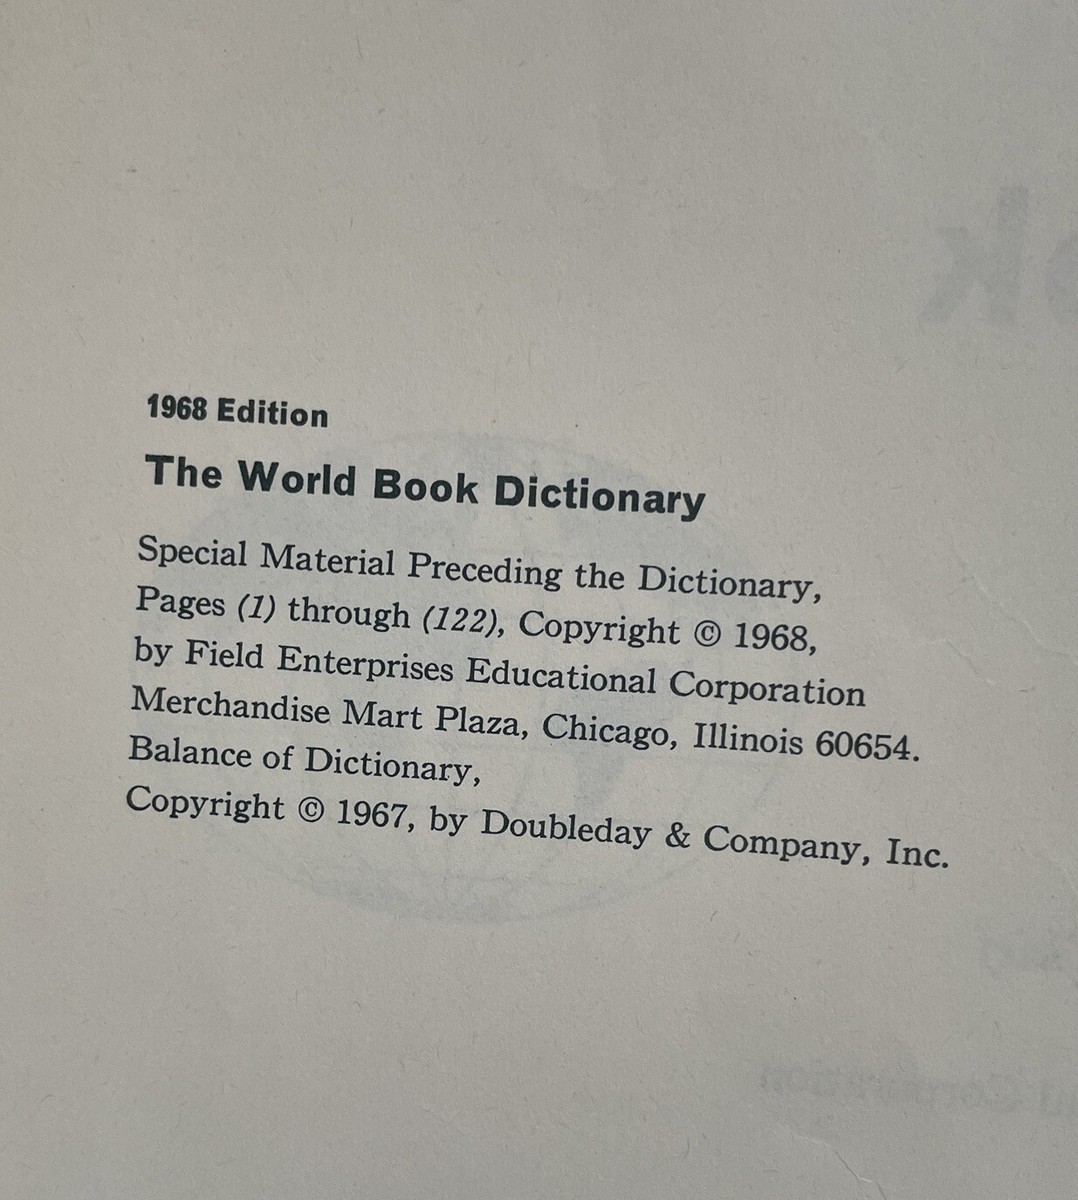 1968 Edition
The World Book Dictionary
Special Material Preceding the Dictionary,
Pages (1) through (122), Copyright © 1968,
by Field Enterprises Educational Corporation
Merchandise Mart Plaza, Chicago, Illinois 60654.
Balance of Dictionary,
Copyright © 1967, by Doubleday & Company, Inc.